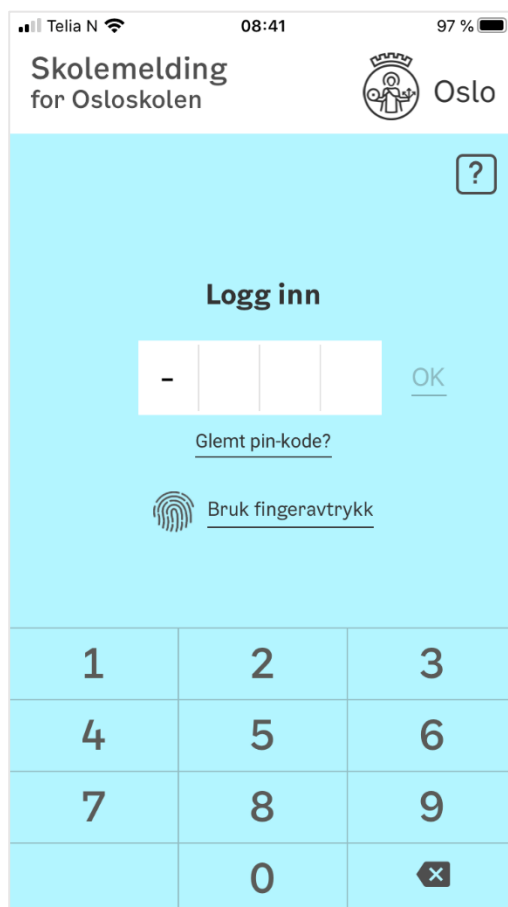 Telia N 08:41 97 %
Skolemelding
for Osloskolen
Oslo
?
Logg inn
- OK
Glemt pin-kode?
Bruk fingeravtrykk
1 2 3
4 5 6
7 8 9
0